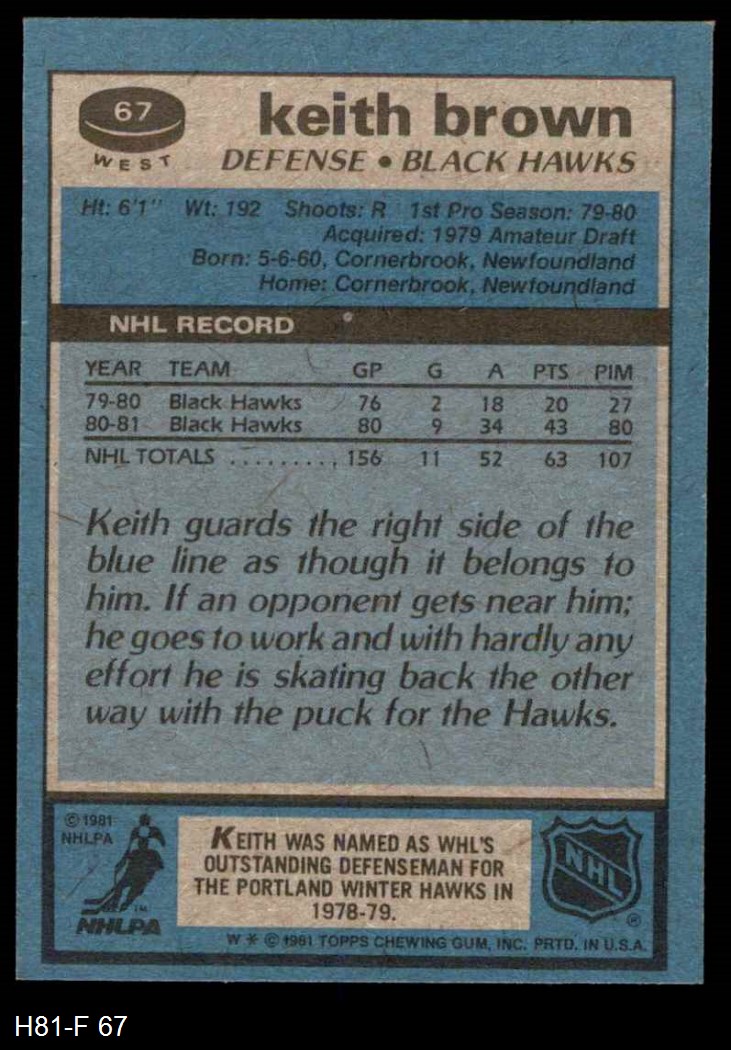 67
WEST
keith brown
DEFENSE • BLACK HAWKS
Ht: 6'1" Wt: 192 Shoots: R 1st Pro Season: 79-80
Acquired: 1979 Amateur Draft
Born: 5-6-60, Cornerbrook, Newfoundland
Home: Cornerbrook, Newfoundland
NHL RECORD
YEAR TEAM GP G A PTS PIM
79-80 Black Hawks 76 2 18 20 27
80-81 Black Hawks 80 9 34 43 80
NHL TOTALS .......... 156 11 52 63 107
Keith guards the right side of the
blue line as though it belongs to
him. If an opponent gets near him;
he goes to work and with hardly any
effort he is skating back the other
way with the puck for the Hawks.
© 1981
NHLPA
TM
NHLPA
KEITH WAS NAMED AS WHL'S
OUTSTANDING DEFENSEMAN FOR
THE PORTLAND WINTER HAWKS IN
1978-79.
NHL
®
W * © 1981 TOPPS CHEWING GUM, INC. PRTD. IN U.S.A.
H81-F 67